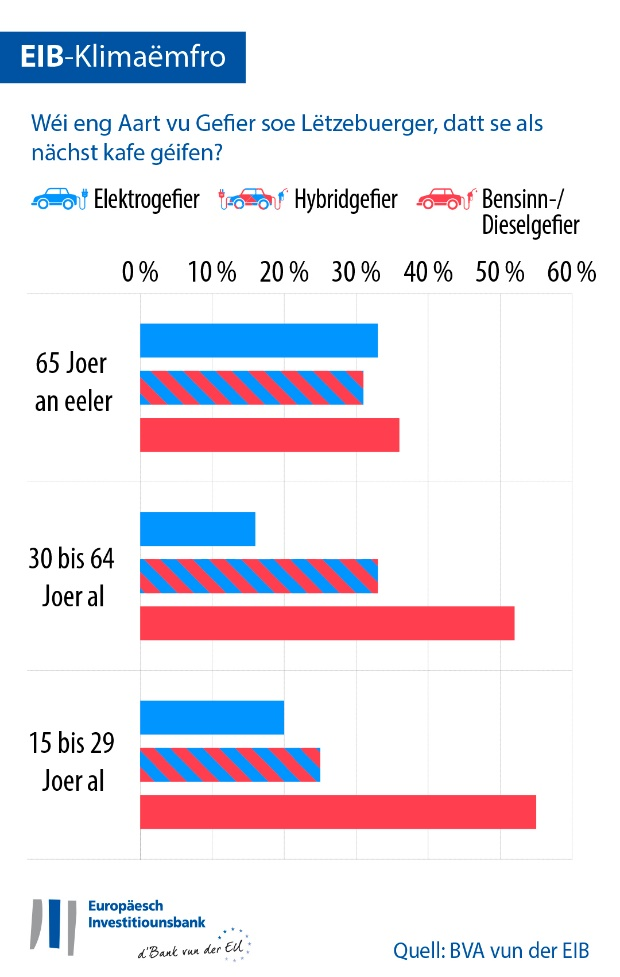 EIB-Klimaëmfro
Wéi eng Aart vu Gefier soe Lëtzebuerger, datt se als
nächst kafe géifen?
Elektrogefier
Hybridgefier
Bensinn-/
Dieselgefier
0 % 10 % 20 % 30 % 40 % 50 % 60 %
65 Joer
an eeler
30 bis 64
Joer al
15 bis 29
Joer al
Europäesch
Investitiounsbank
d'Bank vun der EU
Quell: BVA vun der EIB